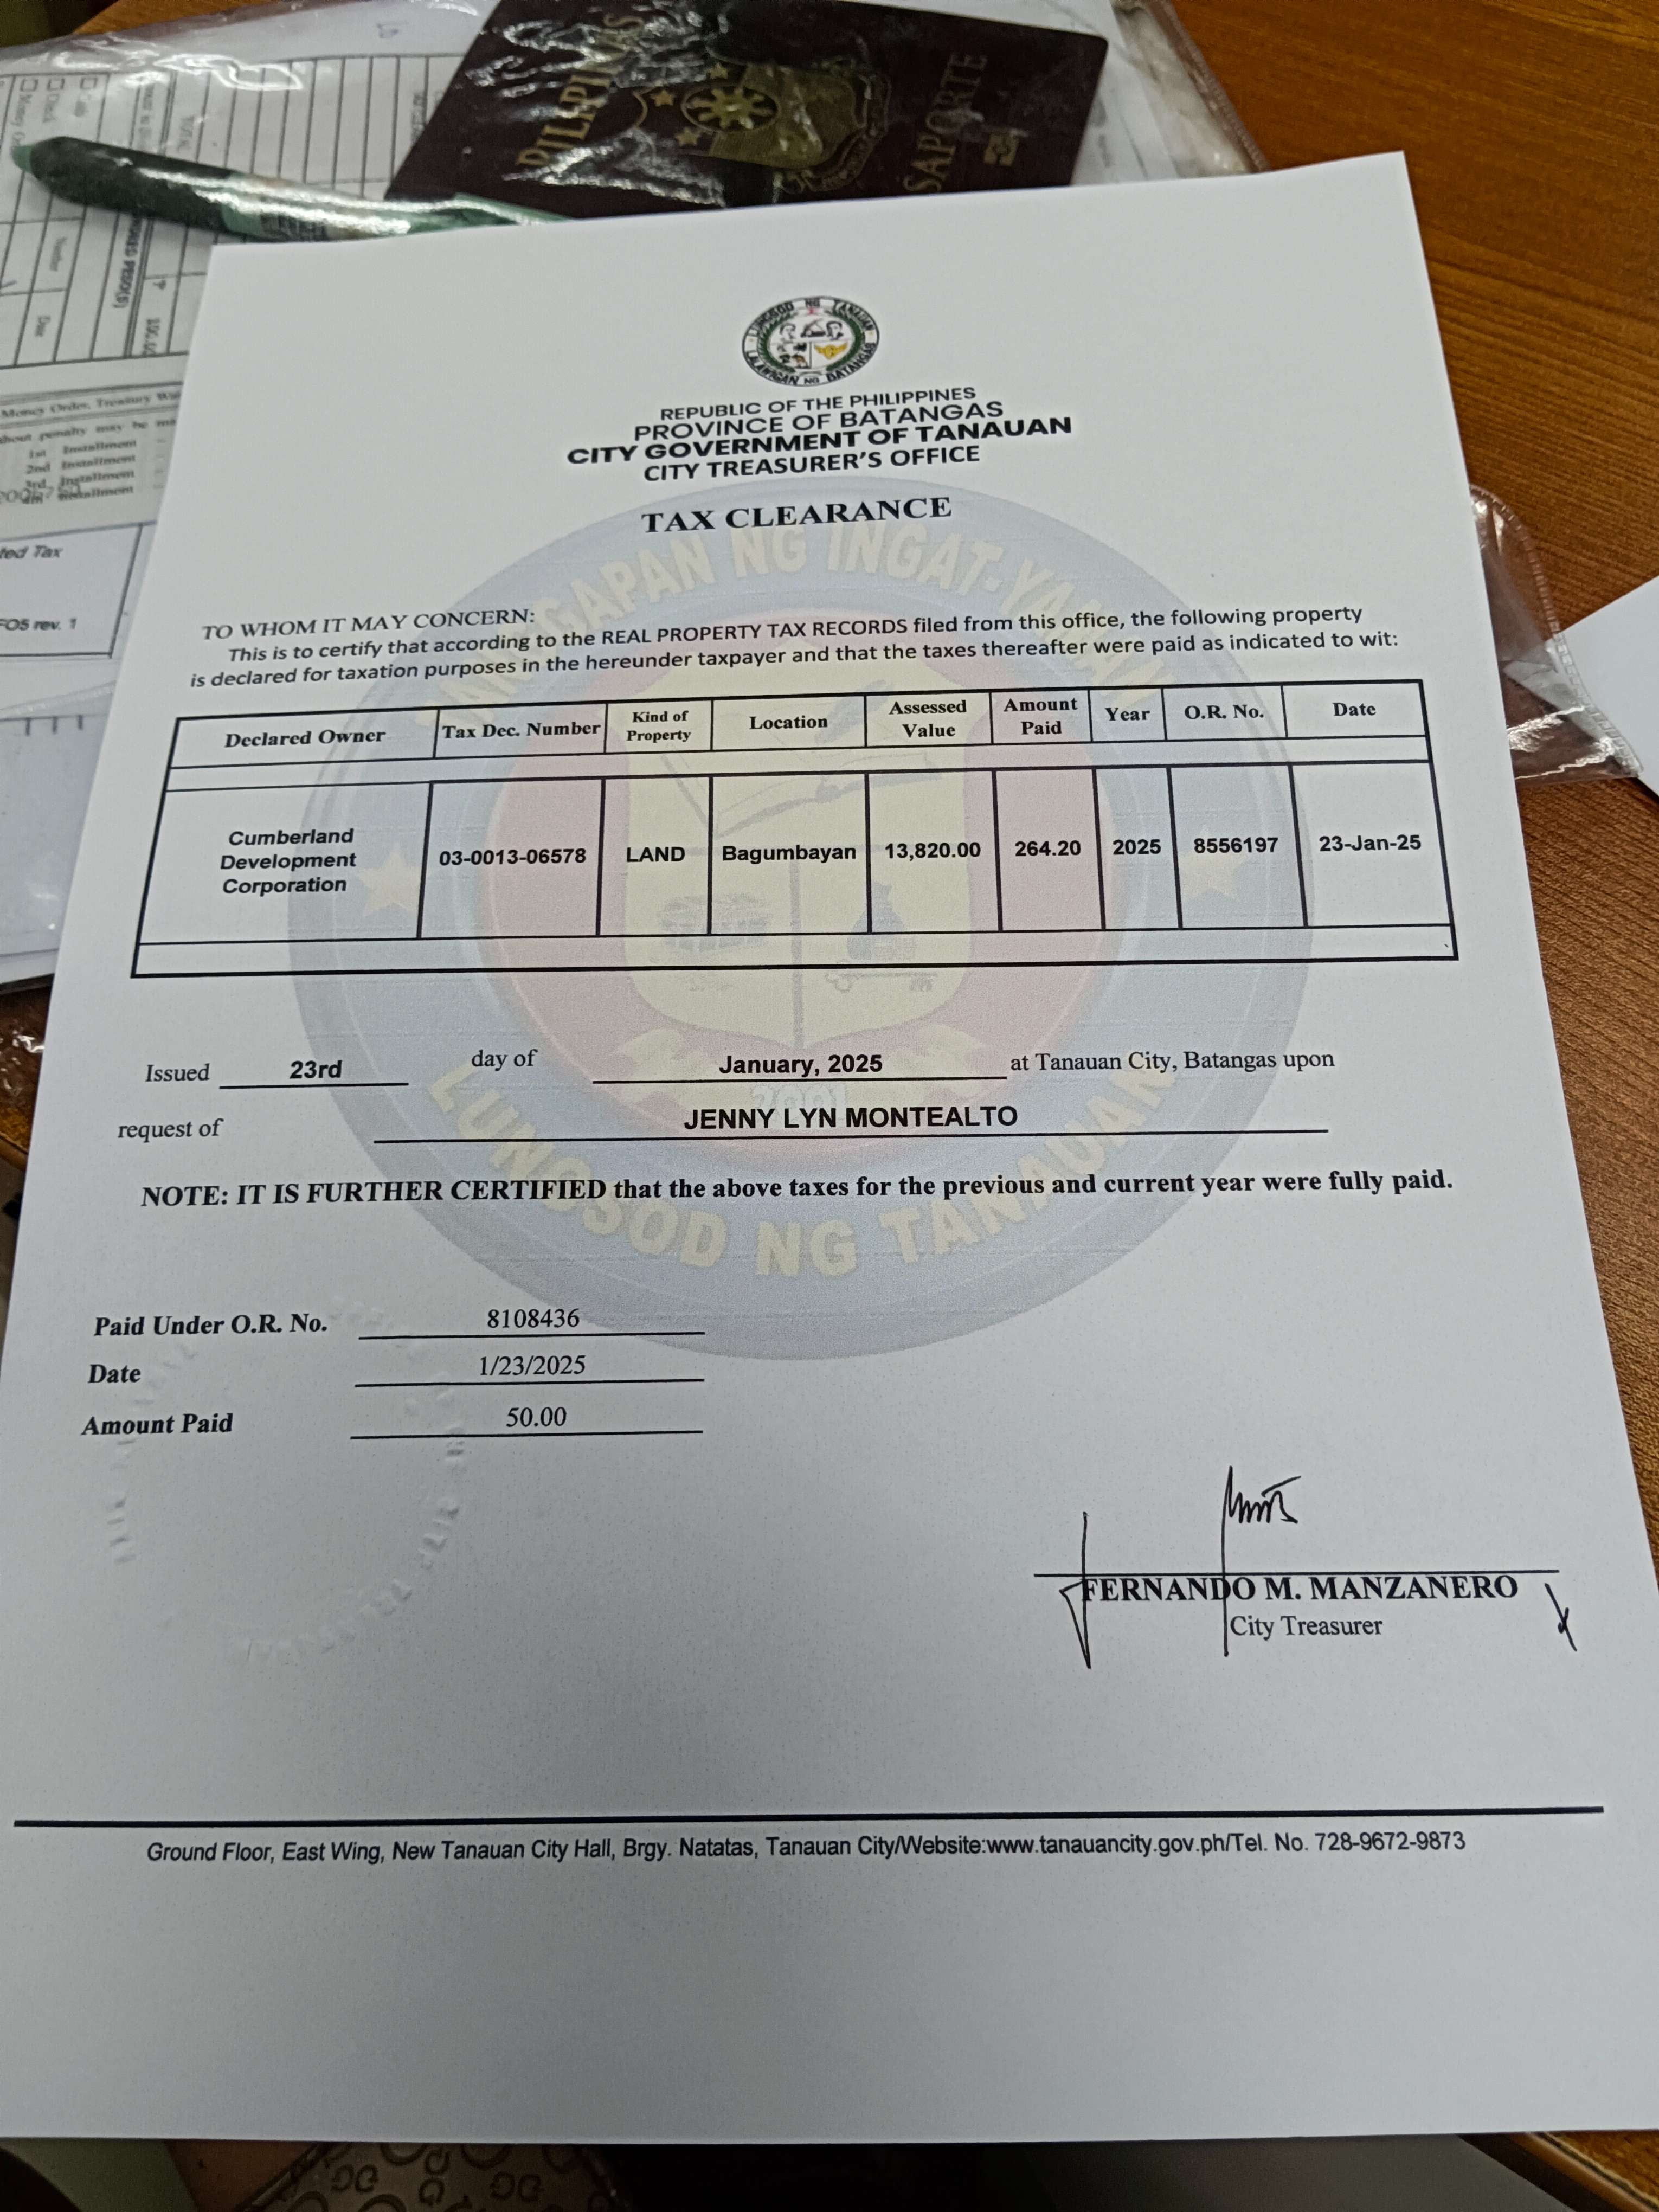 PILIPINAS
SAPORTE
Number
Date
100.00
Money Order, Treasury
1st Installment
2nd Installment
3rd Installment
4th Installment
ted Tax
FOS rev. 1
LUNGSOD NG TANAUAN
LALAWIGAN NG BATANGAS
REPUBLIC OF THE PHILIPPINES
PROVINCE OF BATANGAS
CITY GOVERNMENT OF TANAUAN
CITY TREASURER'S OFFICE
TAX CLEARANCE
TO WHOM IT MAY CONCERN:
This is to certify that according to the REAL PROPERTY TAX RECORDS filed from this office, the following property
is declared for taxation purposes in the hereunder taxpayer and that the taxes thereafter were paid as indicated to wit:
Declared Owner Tax Dec. Number Kind of Property Location Assessed Value Amount Paid Year O.R. No. Date
Cumberland Development Corporation 03-0013-06578 LAND Bagumbayan 13,820.00 264.20 2025 8556197 23-Jan-25
Issued 23rd day of January, 2025 at Tanauan City, Batangas upon
request of JENNY LYN MONTEALTO
NOTE: IT IS FURTHER CERTIFIED that the above taxes for the previous and current year were fully paid.
LUNGSOD NG TANAUAN
Paid Under O.R. No. 8108436
Date 1/23/2025
Amount Paid 50.00
FERNANDO M. MANZANERO
City Treasurer
Ground Floor, East Wing, New Tanauan City Hall, Brgy. Natatas, Tanauan City/Website:www.tanauancity.gov.ph/Tel. No. 728-9672-9873